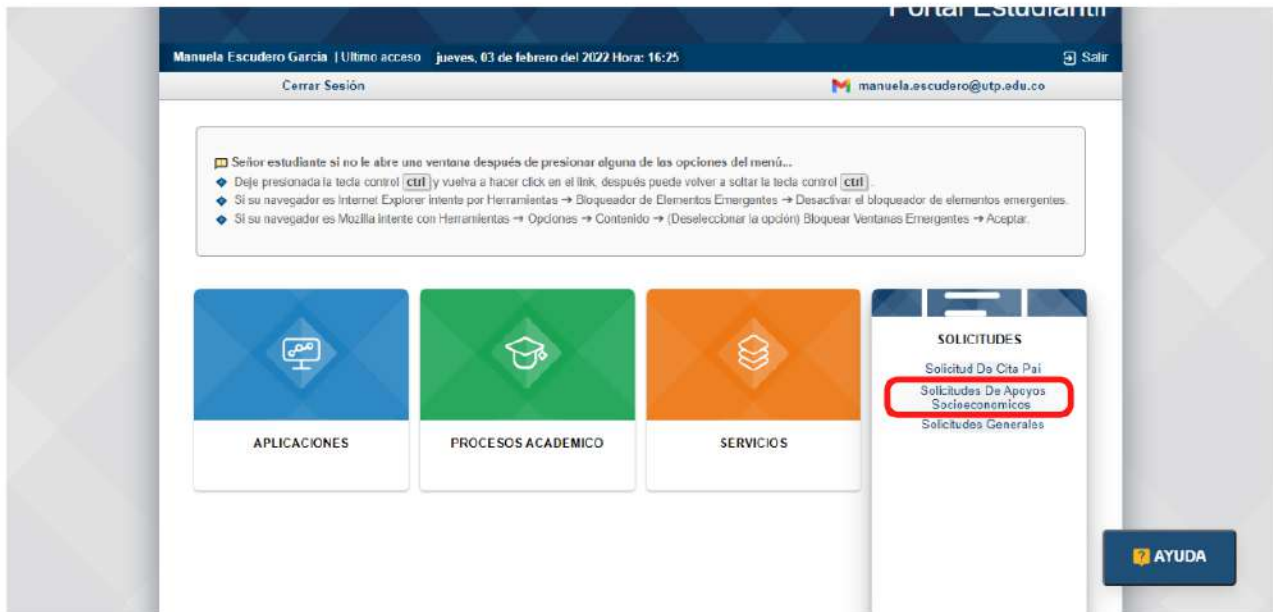 Portal Estudiantil
Manuela Escudero García | Ultimo acceso jueves, 03 de febrero del 2022 Hora: 16:25
Salir
Cerrar Sesión
manuela.escudero@utp.edu.co
Señor estudiante si no le abre una ventana después de presionar alguna de las opciones del menú...
Deje presionada la tecla control ctrl y vuelva a hacer click en el link, después puede volver a soltar la tecla control ctrl.
Si su navegador es Internet Explorer intente por Herramientas → Bloqueador de Elementos Emergentes → Desactivar el bloqueador de elementos emergentes.
Si su navegador es Mozilla intente con Herramientas → Opciones → Contenido → (Deseleccionar la opción) Bloquear Ventanas Emergentes → Aceptar.
APLICACIONES
PROCESOS ACADEMICO
SERVICIOS
SOLICITUDES
Solicitud De Cita Pai
Solicitudes De Apoyos
Socioeconomicos
Solicitudes Generales
? AYUDA